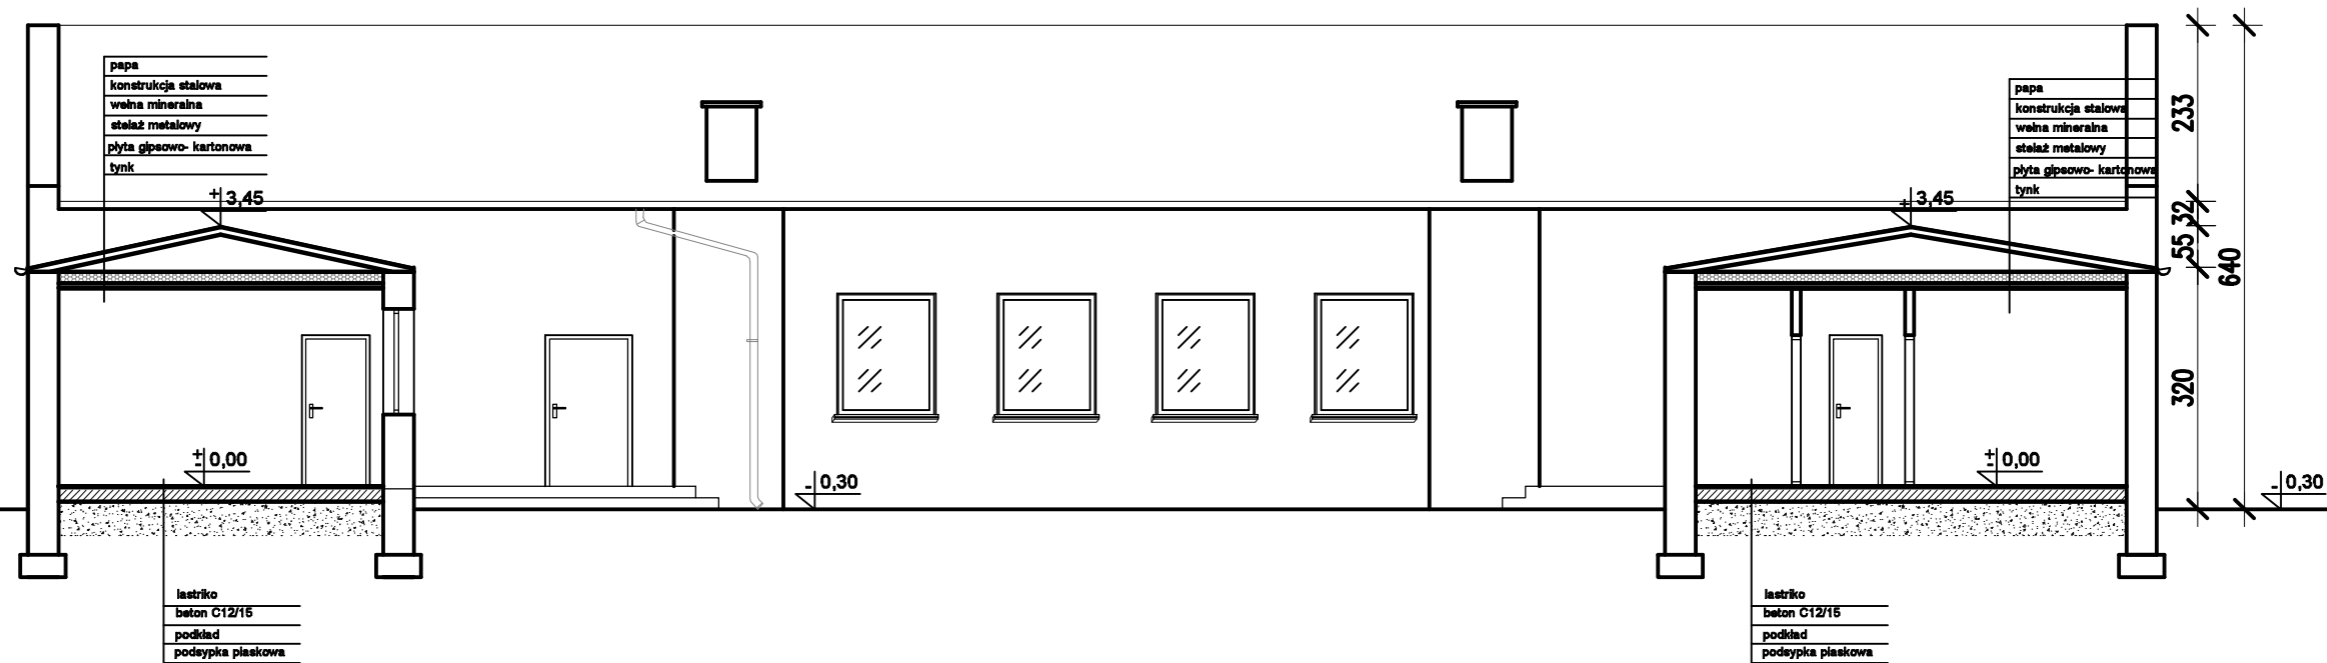 papa
konstrukcja stalowa
wełna mineralna
stelaż metalowy
płyta gipsowo- kartonowa
tynk
papa
konstrukcja stalowa
wełna mineralna
stelaż metalowy
płyta gipsowo- kartonowa
tynk
+ 3,45
+ 3,45
233
32
55
640
320
± 0,00
- 0,30
± 0,00
- 0,30
lastriko
beton C12/15
podkład
podsypka piaskowa
lastriko
beton C12/15
podkład
podsypka piaskowa